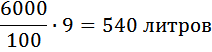 6000/100 · 9 = 540 литров